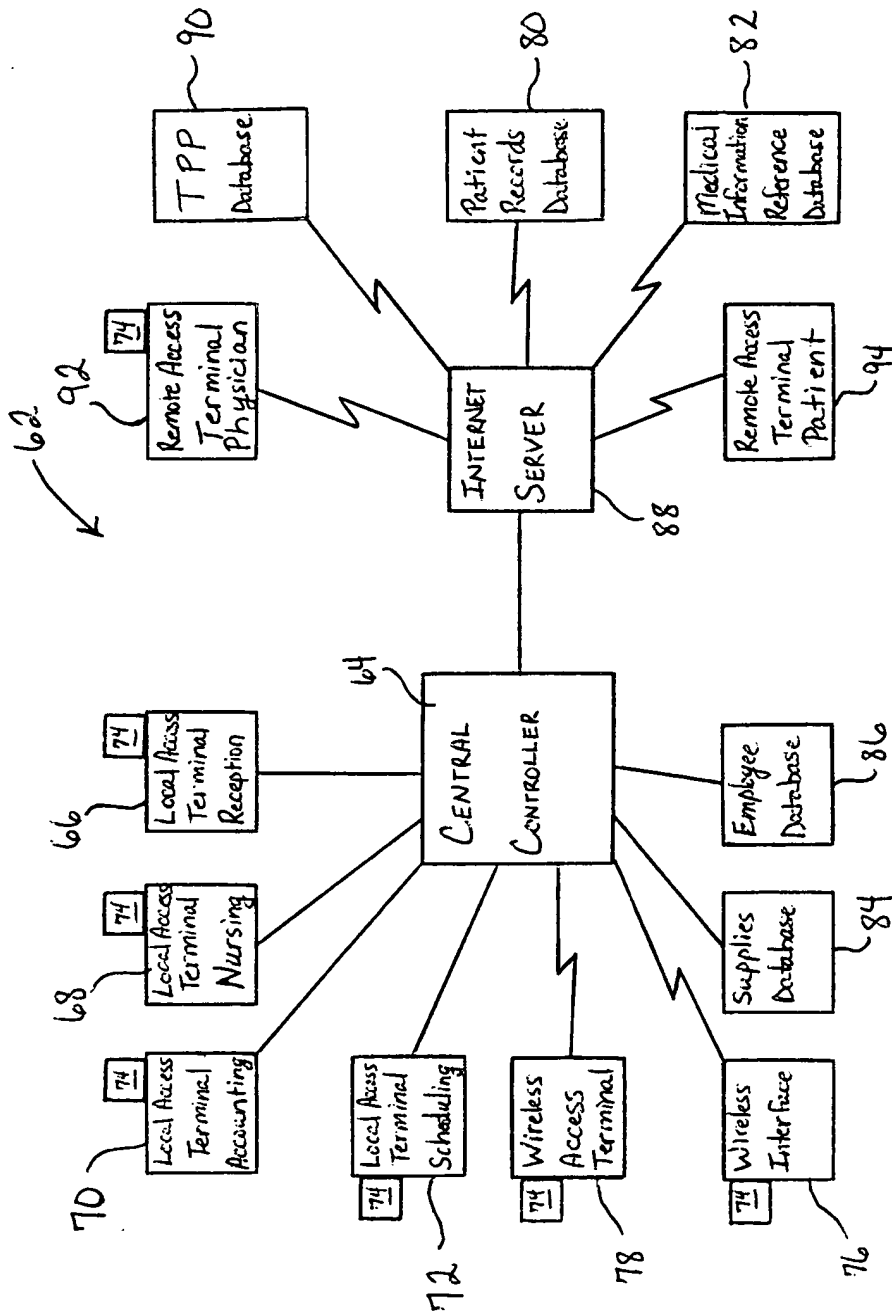 62
70
74
Local Access
Terminal
Accounting
68
74
Local Access
Terminal
Nursing
66
74
Local Access
Terminal
Reception
92
74
Remote Access
Terminal
Physician
90
TPP
Database
72
74
Local Access
Terminal
Scheduling
64
CENTRAL
CONTROLLER
INTERNET
SERVER
88
80
Patient
Records
Database
78
74
Wireless
Access
Terminal
76
74
Wireless
Interface
84
Supplies
Database
86
Employee
Database
94
Remote Access
Terminal
Patient
82
Medical
Information
Reference
Database